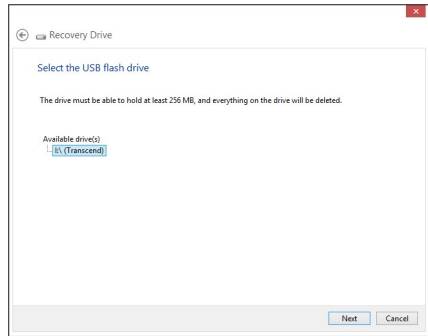 Recovery Drive
Select the USB flash drive
The drive must be able to hold at least 256 MB, and everything on the drive will be deleted.
Available drive(s)
I:\ (Transcend)
Next Cancel